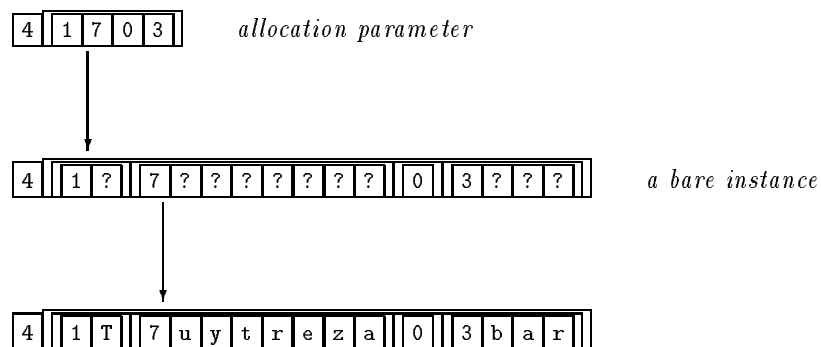 4 1 7 0 3 allocation parameter
4 1 ? 7 ? ? ? ? ? ? ? 0 3 ? ? ? a bare instance
4 1 T 7 u y t r e z a 0 3 b a r